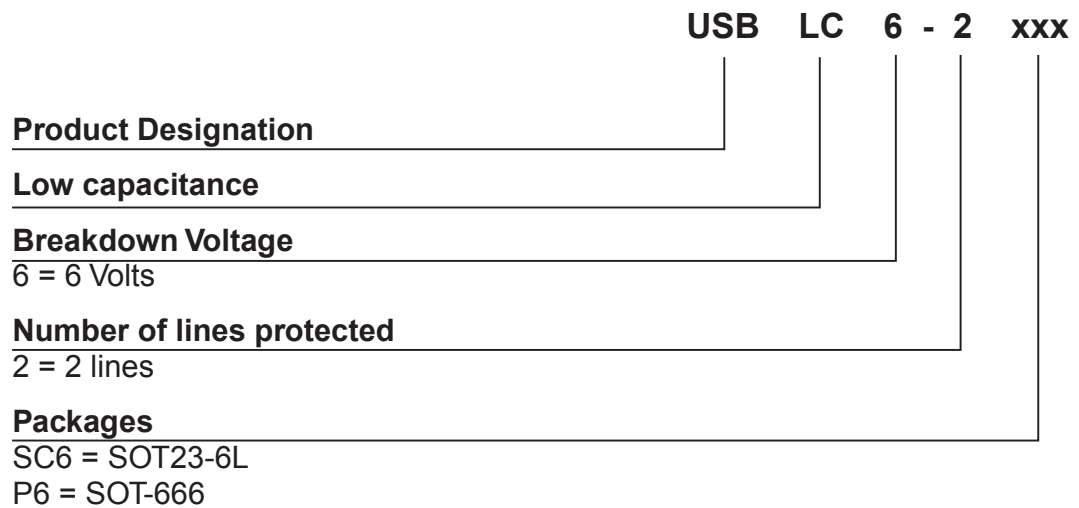 USB LC 6 - 2 xxx
Product Designation
Low capacitance
Breakdown Voltage
6 = 6 Volts
Number of lines protected
2 = 2 lines
Packages
SC6 = SOT23-6L
P6 = SOT-666